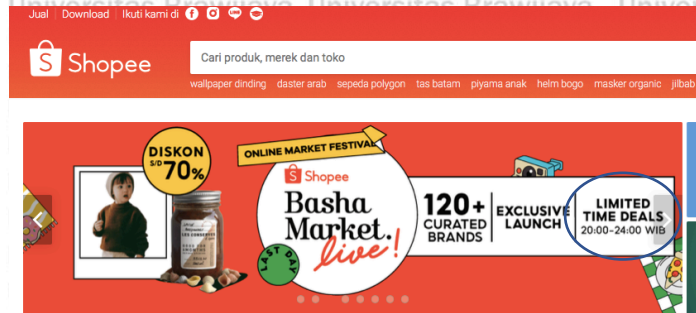 Universitas Brawijaya
Jual | Download | Ikuti kami di
S Shopee
Cari produk, merek dan toko
wallpaper dinding daster arab sepeda polygon tas batam piyama anak helm bogo masker organic jilbab
DISKON
S/D 70%
ONLINE MARKET FESTIVAL
S Shopee
Basha
Market.
live!
LAST DAY
120+
CURATED
BRANDS
EXCLUSIVE
LAUNCH
LIMITED
TIME DEALS
20:00-24:00 WIB